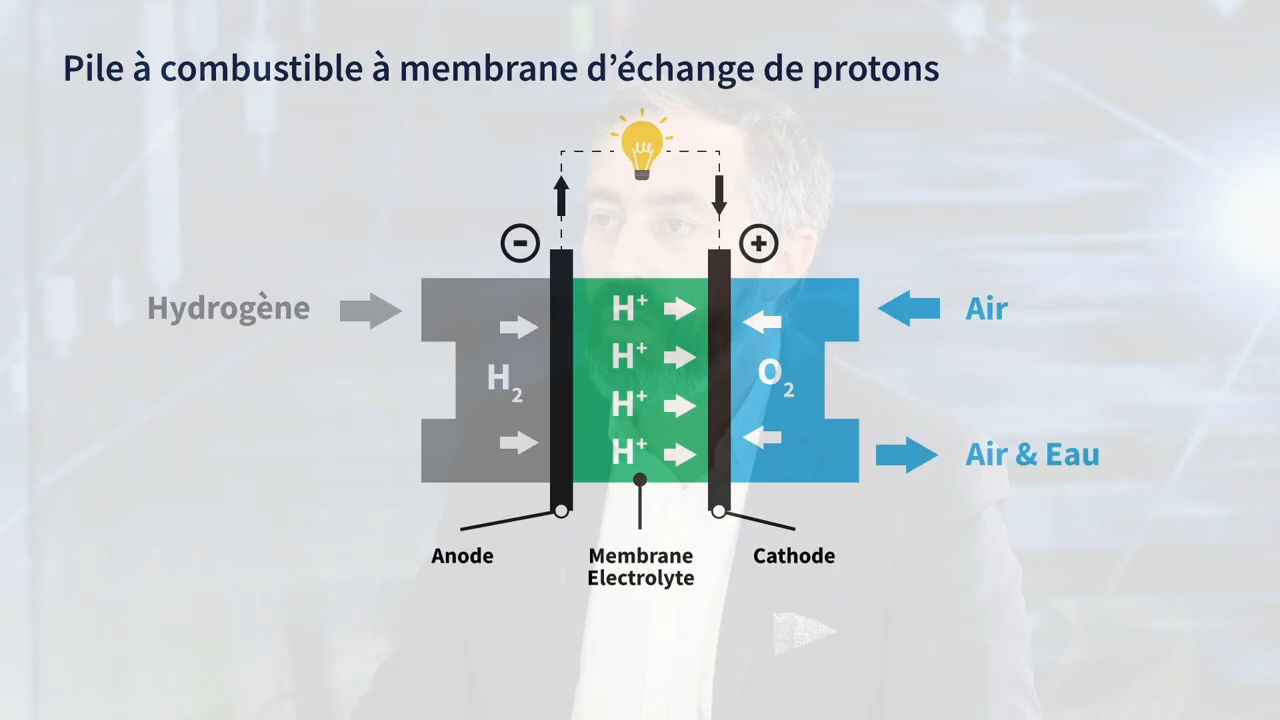 Pile à combustible à membrane d’échange de protons
- +
Hydrogène
H₂
H⁺
H⁺
H⁺
H⁺
O₂
Air
Air & Eau
Anode
Membrane
Electrolyte
Cathode